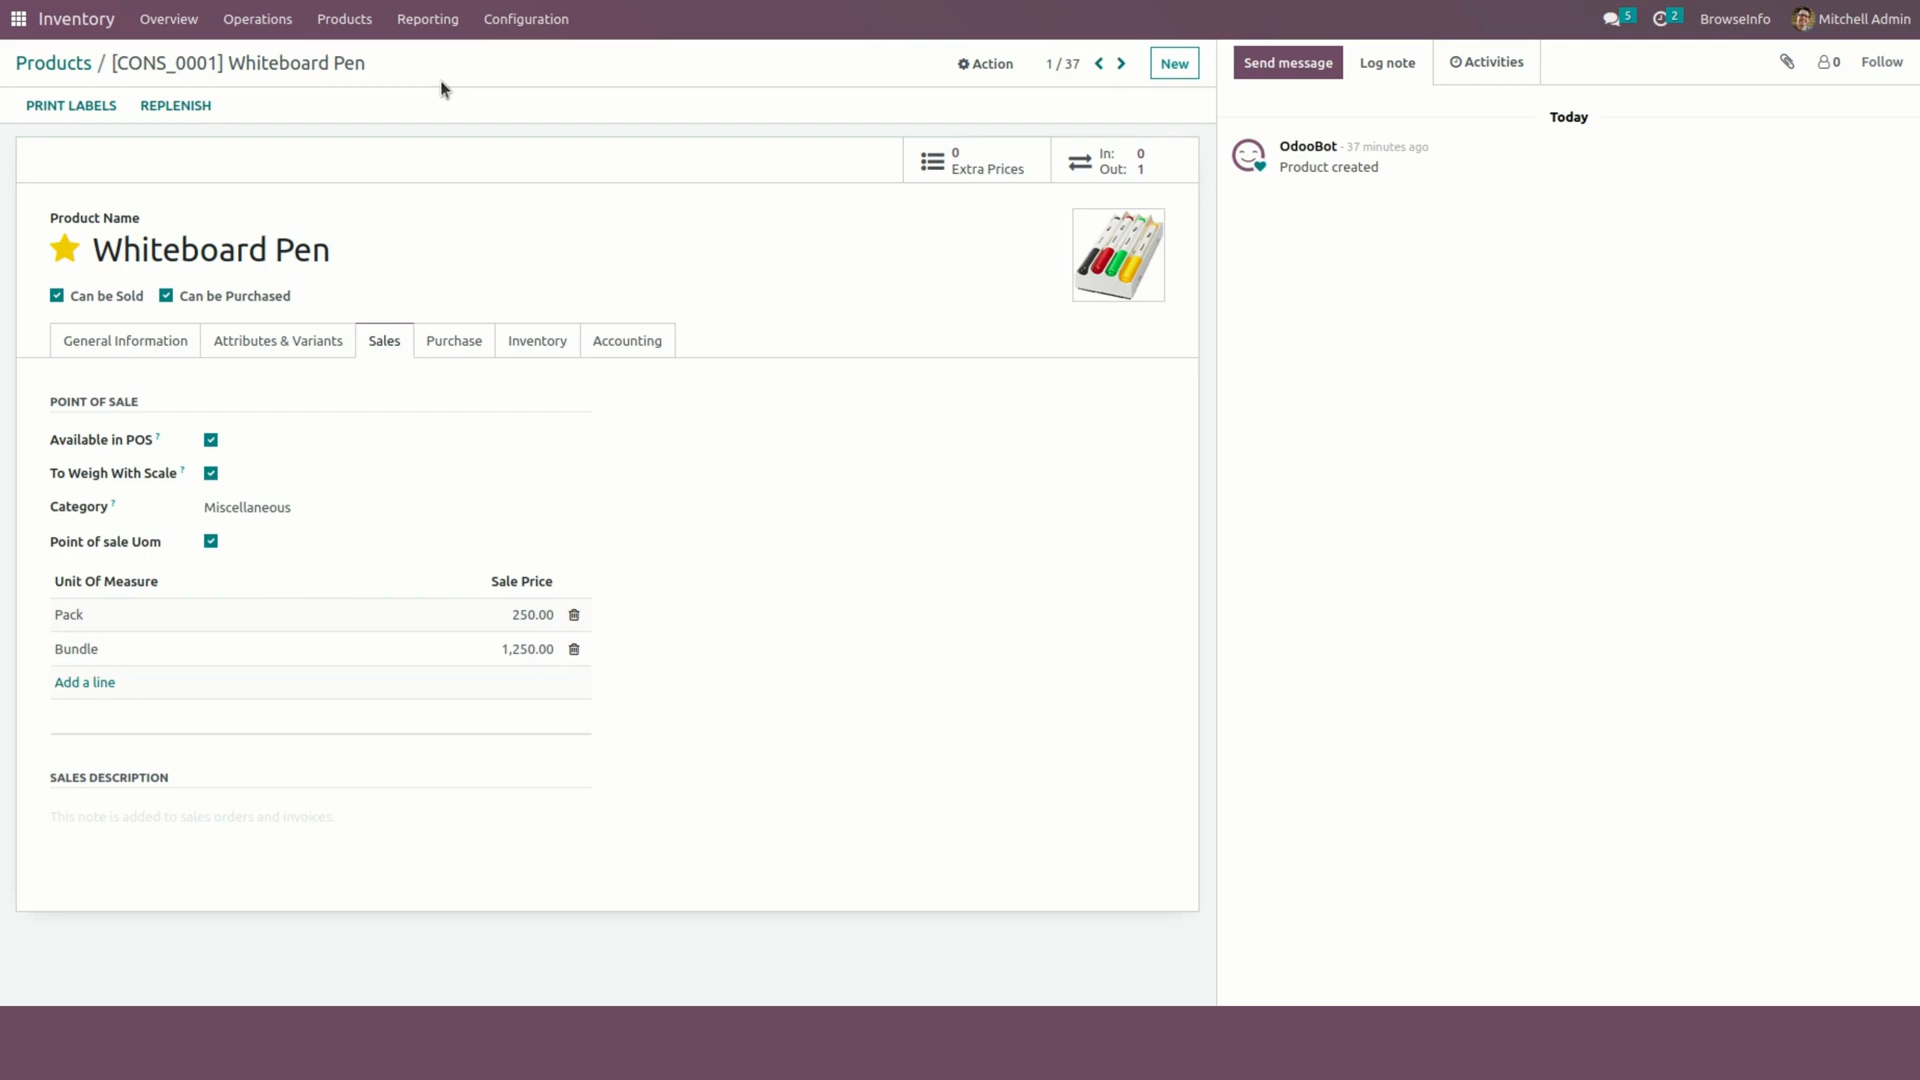 Inventory Overview Operations Products Reporting Configuration 5 2 BrowseInfo Mitchell Admin
Products / [CONS_0001] Whiteboard Pen Action 1 / 37 New
Send message Log note Activities 0 Follow
PRINT LABELS REPLENISH
Today
0
Extra Prices
In: 0
Out: 1
OdooBot - 37 minutes ago
Product created
Product Name
Whiteboard Pen
Can be Sold Can be Purchased
General Information Attributes & Variants Sales Purchase Inventory Accounting
POINT OF SALE
Available in POS ?
To Weigh With Scale ?
Category ? Miscellaneous
Point of sale Uom
Unit Of Measure Sale Price
Pack 250.00
Bundle 1,250.00
Add a line
SALES DESCRIPTION
This note is added to sales orders and invoices.